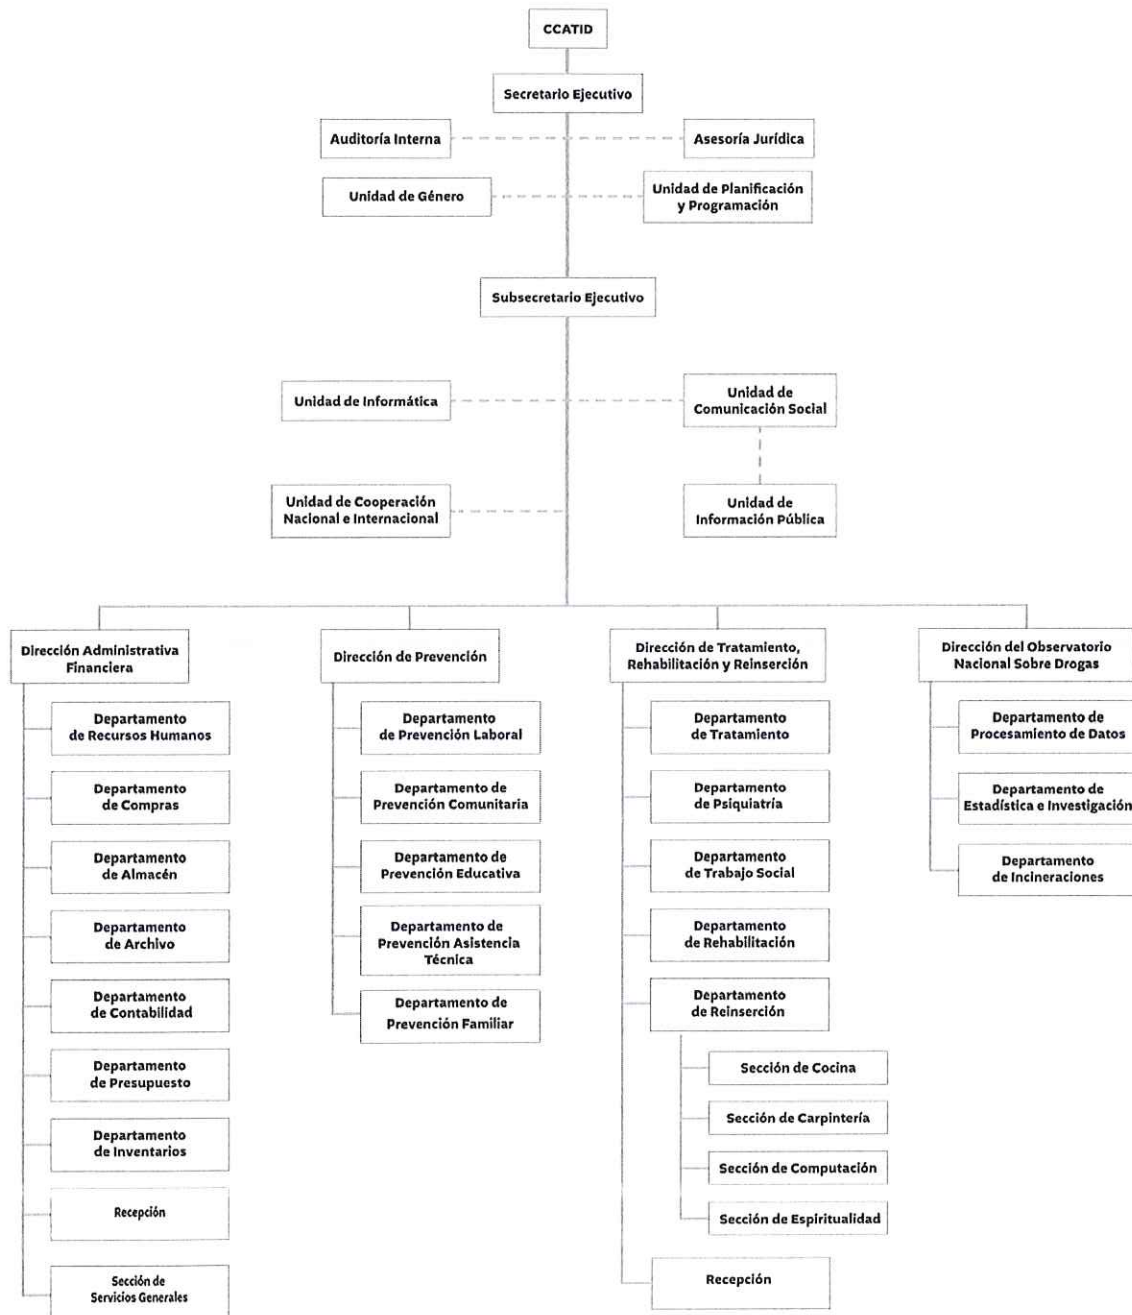 CCATID
Secretario Ejecutivo
Auditoría Interna
Asesoría Jurídica
Unidad de Género
Unidad de Planificación
y Programación
Subsecretario Ejecutivo
Unidad de Informática
Unidad de
Comunicación Social
Unidad de Cooperación
Nacional e Internacional
Unidad de
Información Pública
Dirección Administrativa
Financiera
Departamento
de Recursos Humanos
Departamento
de Compras
Departamento
de Almacén
Departamento
de Archivo
Departamento
de Contabilidad
Departamento
de Presupuesto
Departamento
de Inventarios
Recepción
Sección de
Servicios Generales
Dirección de Prevención
Departamento
de Prevención Laboral
Departamento de
Prevención Comunitaria
Departamento de
Prevención Educativa
Departamento de
Prevención Asistencia
Técnica
Departamento de
Prevención Familiar
Dirección de Tratamiento,
Rehabilitación y Reinserción
Departamento
de Tratamiento
Departamento
de Psiquiatría
Departamento
de Trabajo Social
Departamento
de Rehabilitación
Departamento
de Reinserción
Sección de Cocina
Sección de Carpintería
Sección de Computación
Sección de Espiritualidad
Recepción
Dirección del Observatorio
Nacional Sobre Drogas
Departamento de
Procesamiento de Datos
Departamento de
Estadística e Investigación
Departamento
de Incineraciones